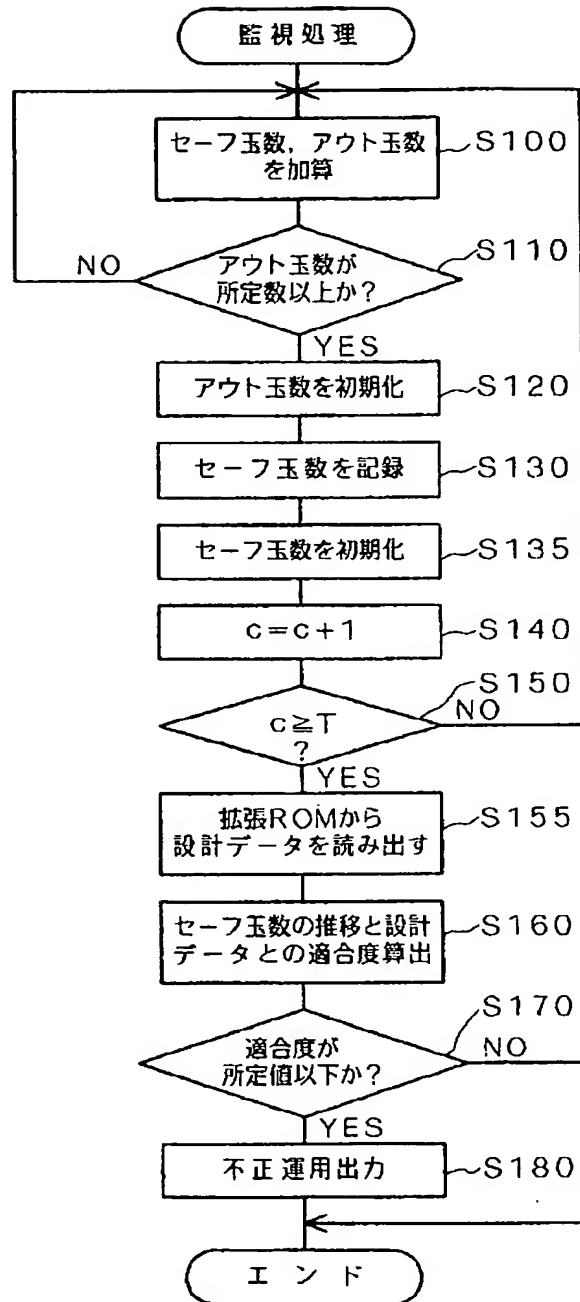 監視処理
セーフ玉数，アウト玉数
を加算
S100
アウト玉数が
所定数以上か？
S110
NO
YES
アウト玉数を初期化
S120
セーフ玉数を記録
S130
セーフ玉数を初期化
S135
c＝c＋1
S140
c≧T
？
S150
NO
YES
拡張ROMから
設計データを読み出す
S155
セーフ玉数の推移と設計
データとの適合度算出
S160
適合度が
所定値以下か？
S170
NO
YES
不正運用出力
S180
エンド